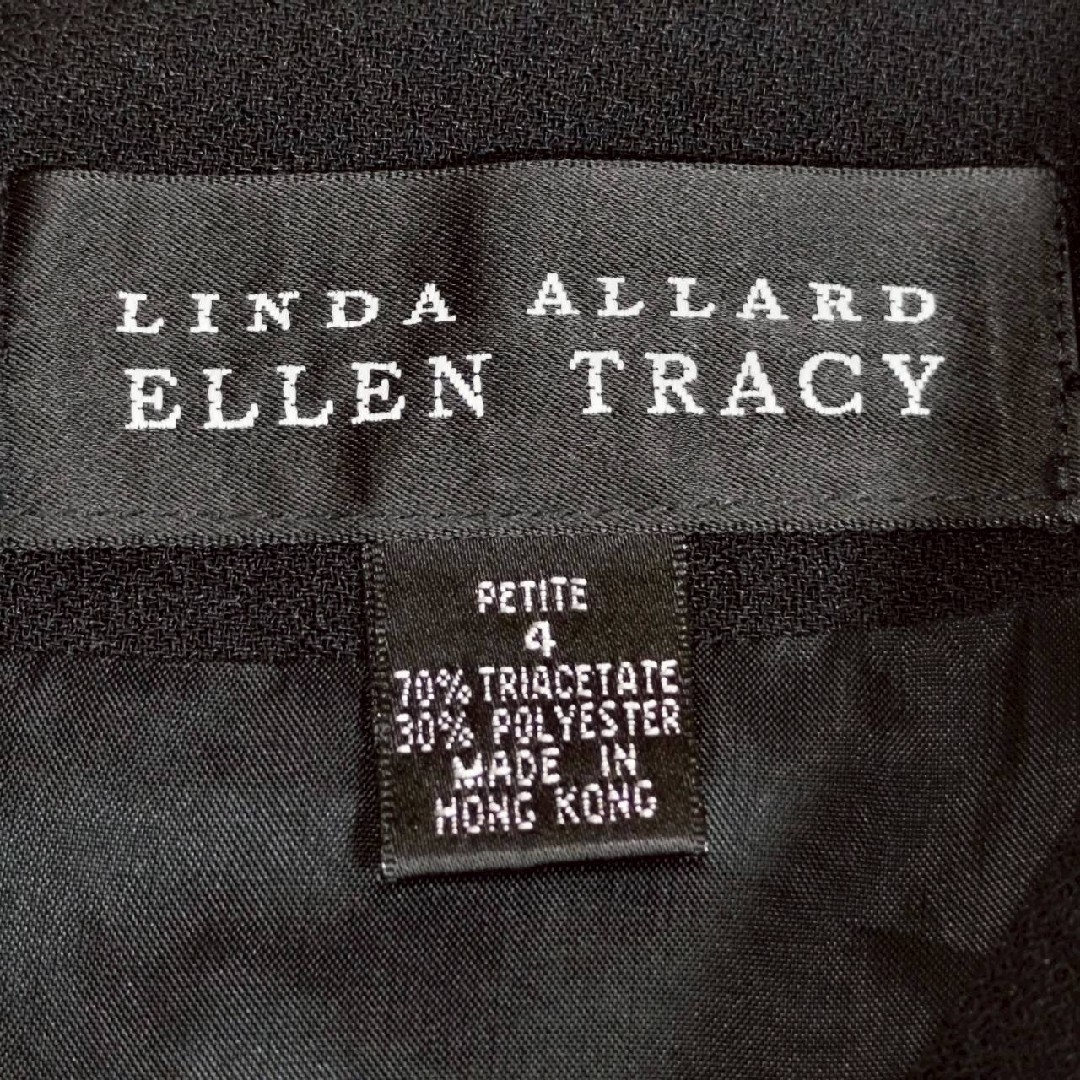 LINDA ALLARD
ELLEN TRACY
PETITE
4
70% TRIACETATE
30% POLYESTER
MADE IN
HONG KONG